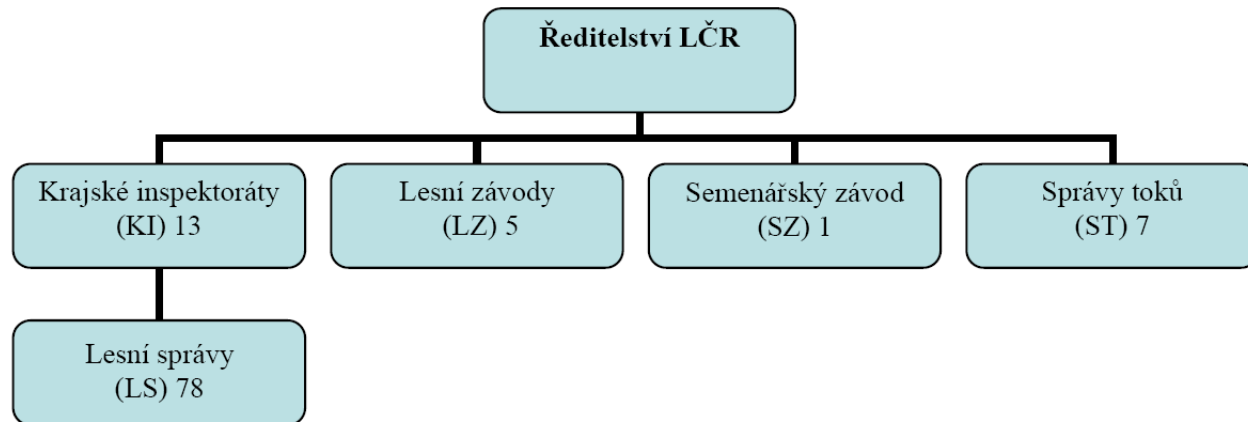 Ředitelství LČR
Krajské inspektoráty
(KI) 13
Lesní závody
(LZ) 5
Semenářský závod
(SZ) 1
Správy toků
(ST) 7
Lesní správy
(LS) 78